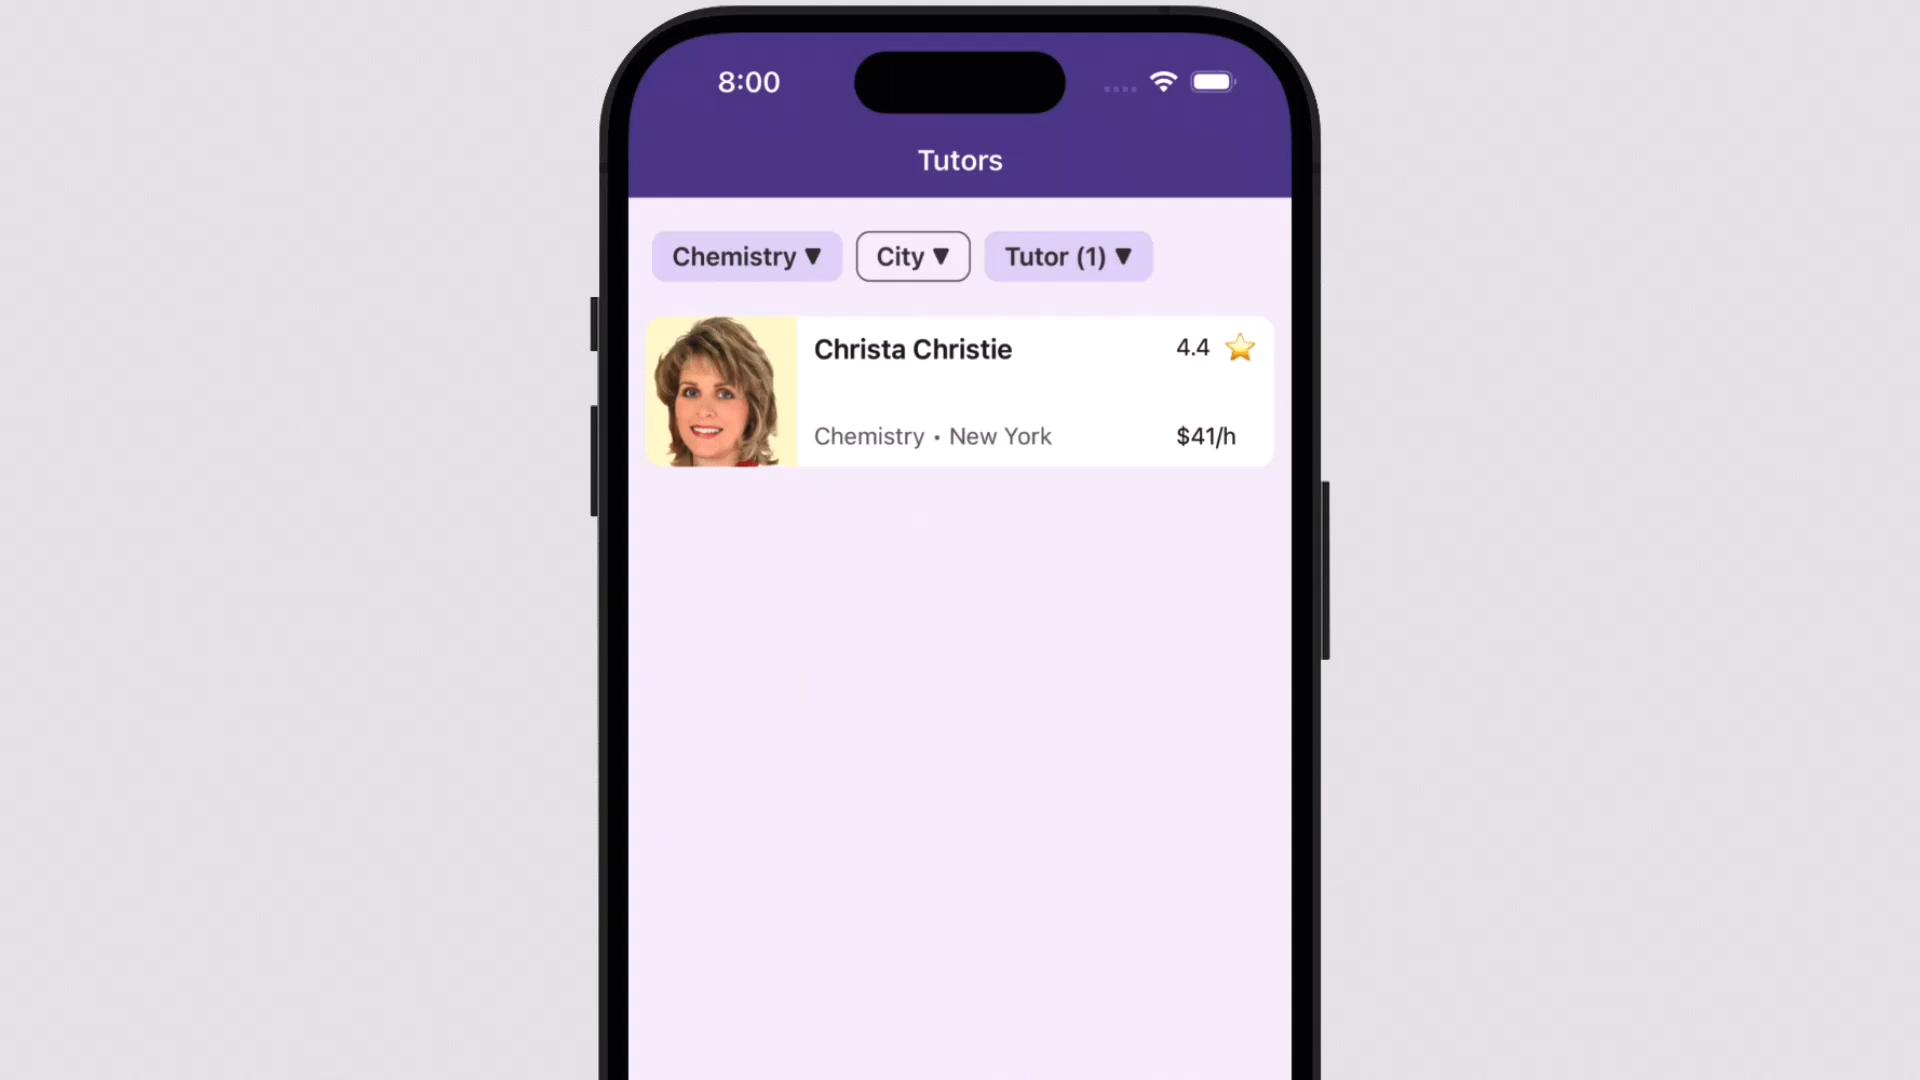 8:00
Tutors
Chemistry ▼ City ▼ Tutor (1) ▼
Christa Christie 4.4 ⭐
Chemistry • New York $41/h